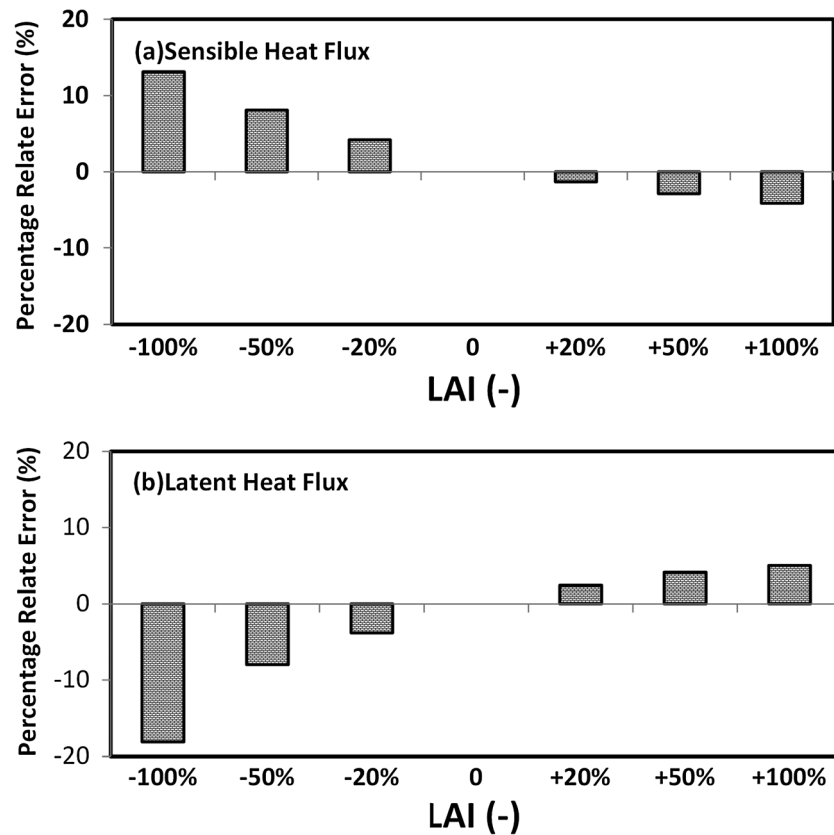 Percentage Relate Error (%)
20
10
0
-10
-20
(a)Sensible Heat Flux
-100% -50% -20% 0 +20% +50% +100%
LAI (-)
Percentage Relate Error (%)
20
10
0
-10
-20
(b)Latent Heat Flux
-100% -50% -20% 0 +20% +50% +100%
LAI (-)